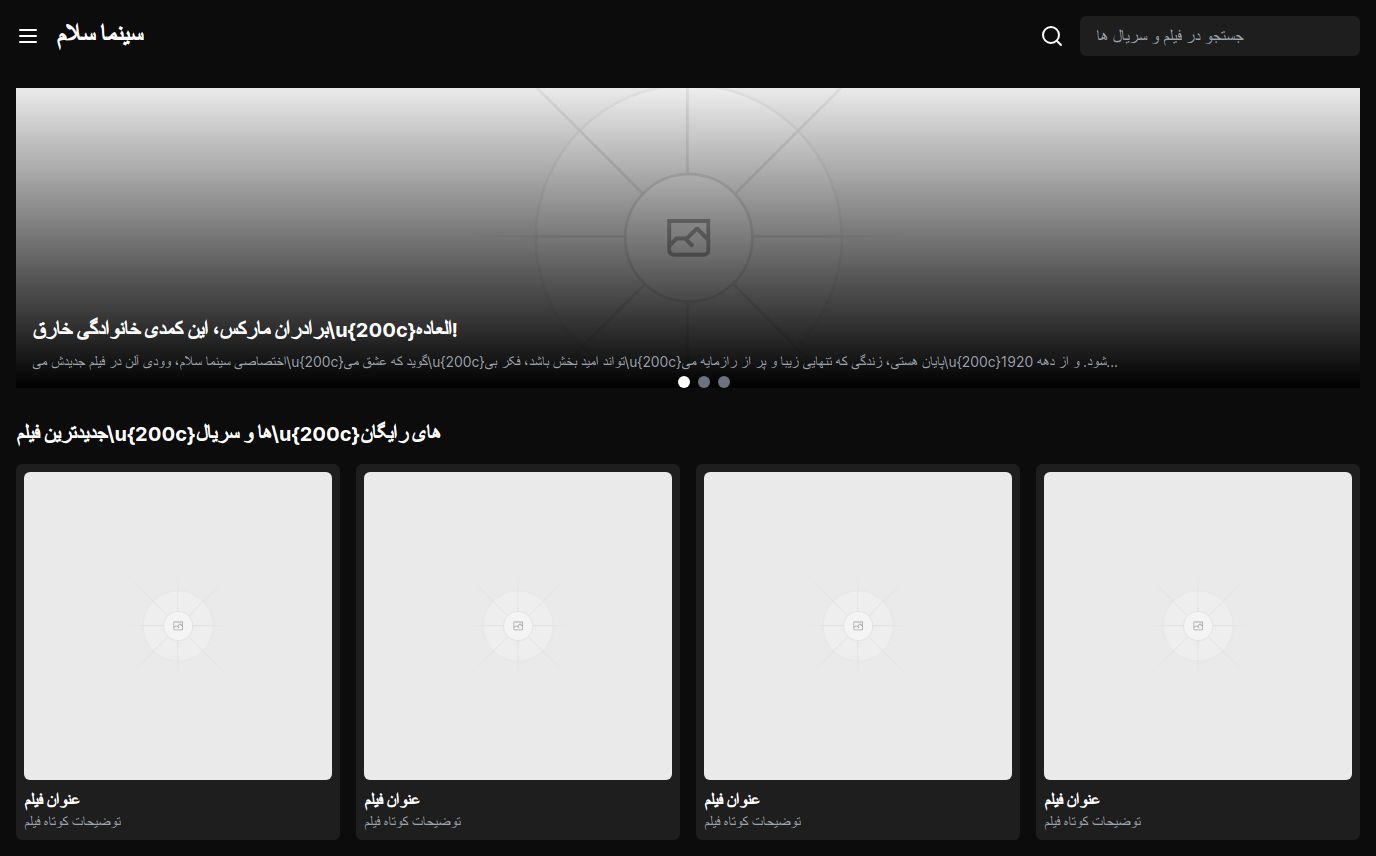 سینما سلام
جستجو در فیلم و سریال ها
برادران مارکس، این کمدی خانوادگی خارق\u{200c}العاده!
اختصاصی سینما سلام، وودی آلن در فیلم جدیدش می\u{200c}گوید که عشق می\u{200c}تواند امید بخش باشد، فکر بی\u{200c}پایان هستی، زندگی که تنهایی زیبا و پر از رازمایه می\u{200c}شود. و از دهه 1920...
جدیدترین فیلم\u{200c}ها و سریال\u{200c}های رایگان
عنوان فیلم
توضیحات کوتاه فیلم
عنوان فیلم
توضیحات کوتاه فیلم
عنوان فیلم
توضیحات کوتاه فیلم
عنوان فیلم
توضیحات کوتاه فیلم